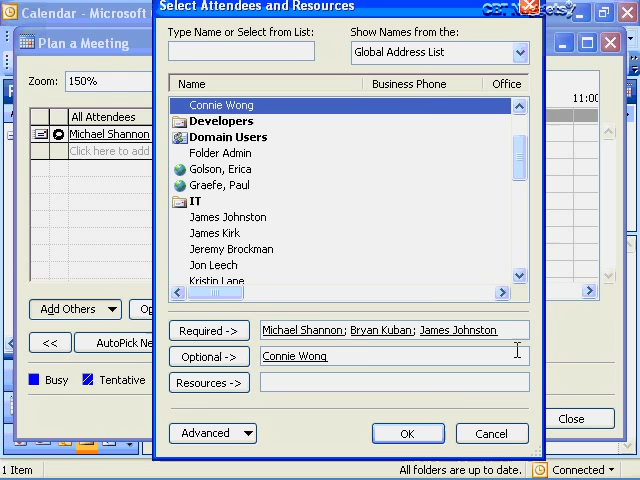 Calendar - Microsoft
Select Attendees and Resources
CBT Nuggets
Plan a Meeting
Type Name or Select from List:
Show Names from the:
Global Address List
Zoom: 150%
Name Business Phone Office
11:00
All Attendees
Michael Shannon
Click here to add
Connie Wong
Developers
Domain Users
Folder Admin
Golson, Erica
Graefe, Paul
IT
James Johnston
James Kirk
Jeremy Brockman
Jon Leech
Kristin Lane
Add Others
Required -> Michael Shannon; Bryan Kuban; James Johnston
<< AutoPick Ne
Optional -> Connie Wong
Busy Tentative
Resources ->
Close
Advanced OK Cancel
1 Item All folders are up to date. Connected